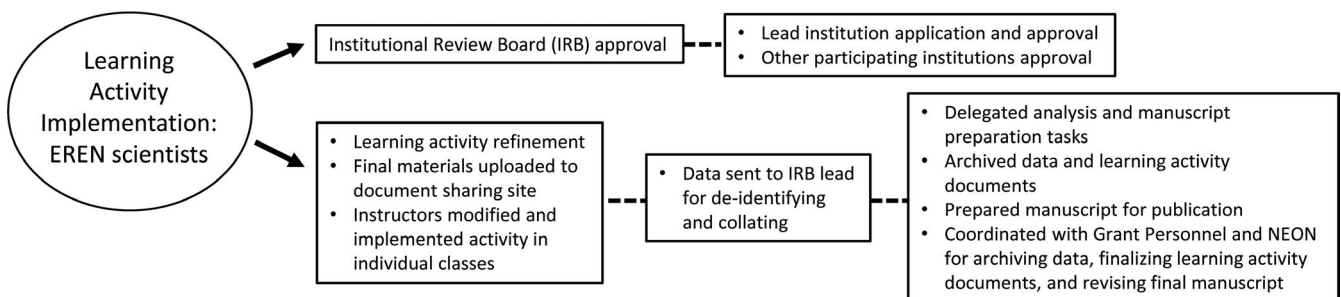 Learning
Activity
Implementation:
EREN scientists
Institutional Review Board (IRB) approval
• Lead institution application and approval
• Other participating institutions approval
• Learning activity refinement
• Final materials uploaded to
document sharing site
• Instructors modified and
implemented activity in
individual classes
• Data sent to IRB lead
for de-identifying
and collating
• Delegated analysis and manuscript
preparation tasks
• Archived data and learning activity
documents
• Prepared manuscript for publication
• Coordinated with Grant Personnel and NEON
for archiving data, finalizing learning activity
documents, and revising final manuscript